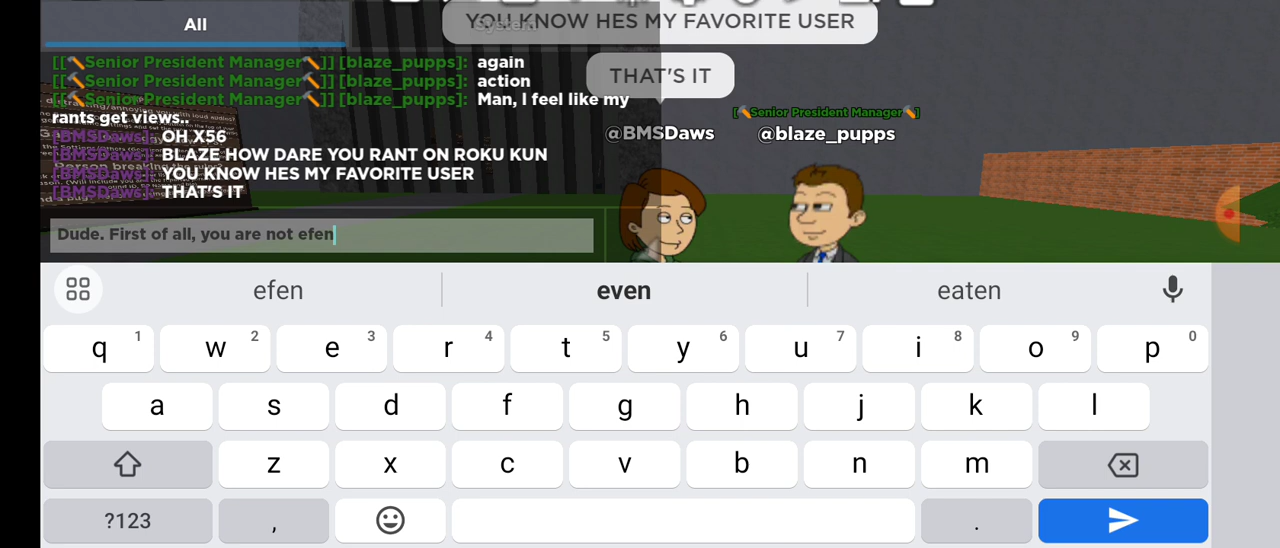 YOU KNOW HES MY FAVORITE USER
All
System
THAT'S IT
[[🔨Senior President Manager🔨]] [blaze_pupps]: again
[[🔨Senior President Manager🔨]] [blaze_pupps]: action
[[🔨Senior President Manager🔨]] [blaze_pupps]: Man, I feel like my
rants get views..
[BMSDaws]: OH X56
[BMSDaws]: BLAZE HOW DARE YOU RANT ON ROKU KUN
[BMSDaws]: YOU KNOW HES MY FAVORITE USER
[BMSDaws]: THAT'S IT
[🔨Senior President Manager🔨]
@BMSDaws
@blaze_pupps
Dude. First of all, you are not efen
efen
even
eaten
q 1 w 2 e 3 r 4 t 5 y 6 u 7 i 8 o 9 p 0
a s d f g h j k l
z x c v b n m
?123 , .